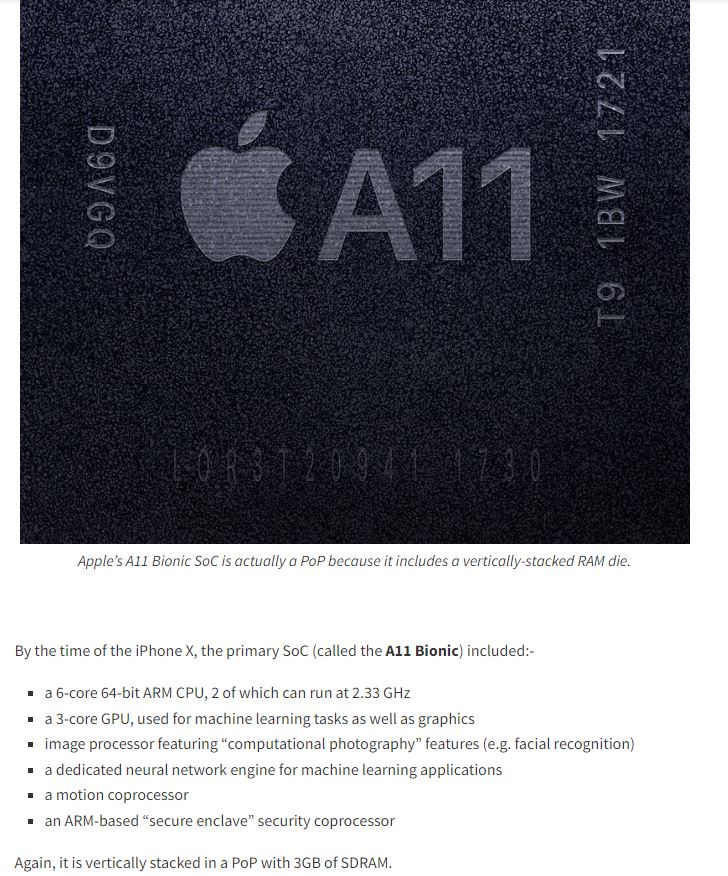 D9VGQ
A11
T9 1BW 1721
L0R3T20941 1730
Apple’s A11 Bionic SoC is actually a PoP because it includes a vertically-stacked RAM die.
By the time of the iPhone X, the primary SoC (called the A11 Bionic) included:-
▪ a 6-core 64-bit ARM CPU, 2 of which can run at 2.33 GHz
▪ a 3-core GPU, used for machine learning tasks as well as graphics
▪ image processor featuring “computational photography” features (e.g. facial recognition)
▪ a dedicated neural network engine for machine learning applications
▪ a motion coprocessor
▪ an ARM-based “secure enclave” security coprocessor
Again, it is vertically stacked in a PoP with 3GB of SDRAM.